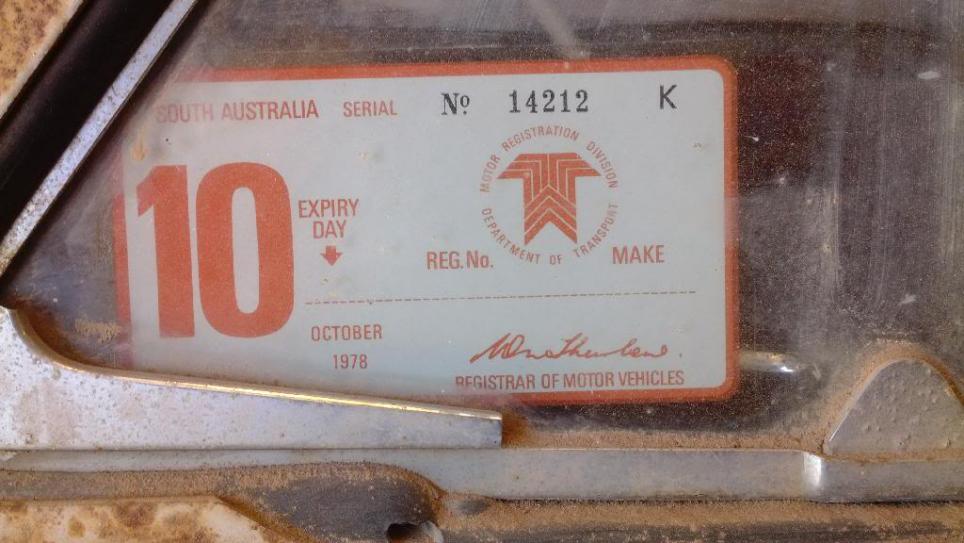 SOUTH AUSTRALIA SERIAL Nº 14212 K
MOTOR REGISTRATION DIVISION
DEPARTMENT OF TRANSPORT
10
EXPIRY
DAY
REG.No. MAKE
OCTOBER
1978
REGISTRAR OF MOTOR VEHICLES